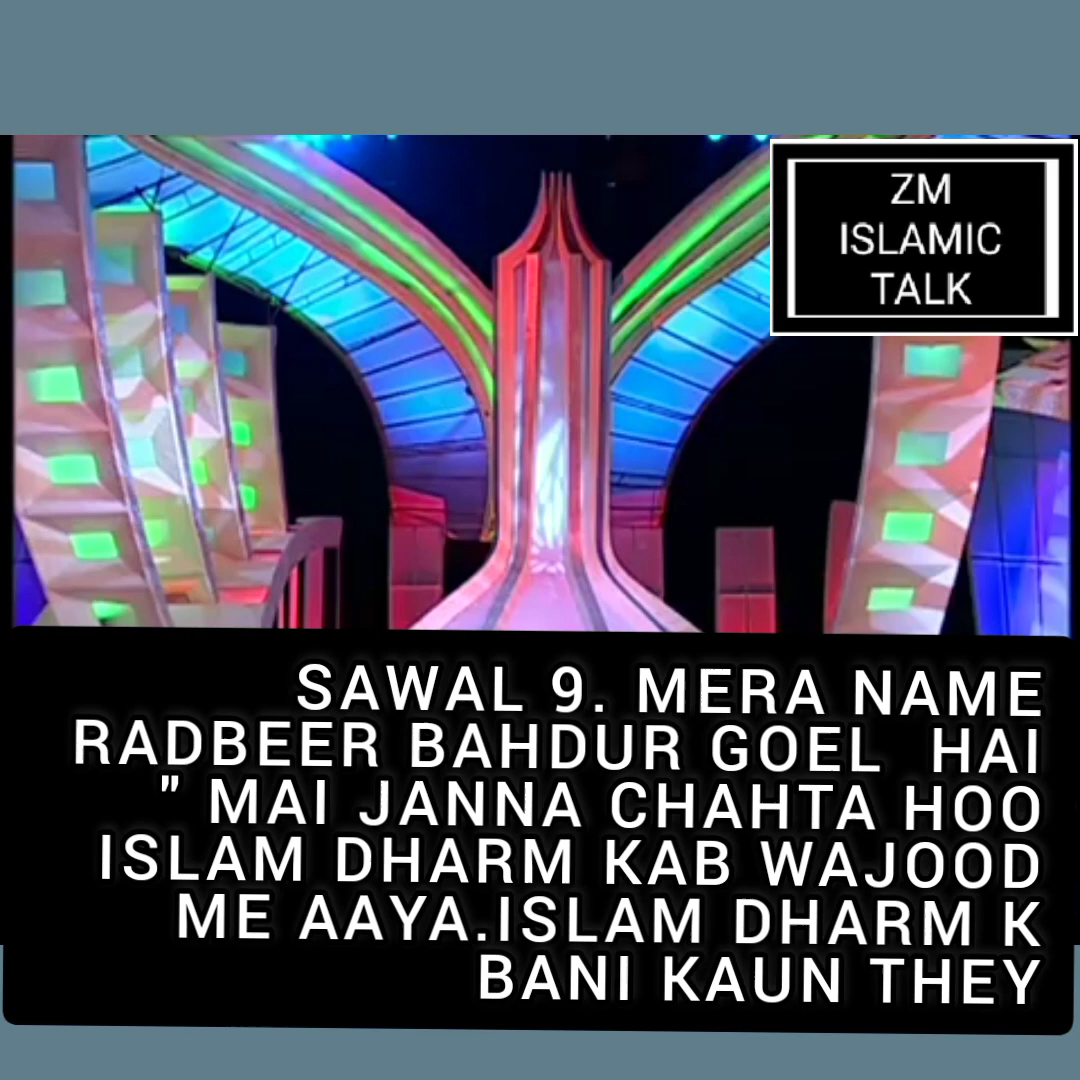 ZM
ISLAMIC
TALK
SAWAL 9. MERA NAME
RADBEER BAHDUR GOEL HAI
" MAI JANNA CHAHTA HOO
ISLAM DHARM KAB WAJOOD
ME AAYA.ISLAM DHARM K
BANI KAUN THEY